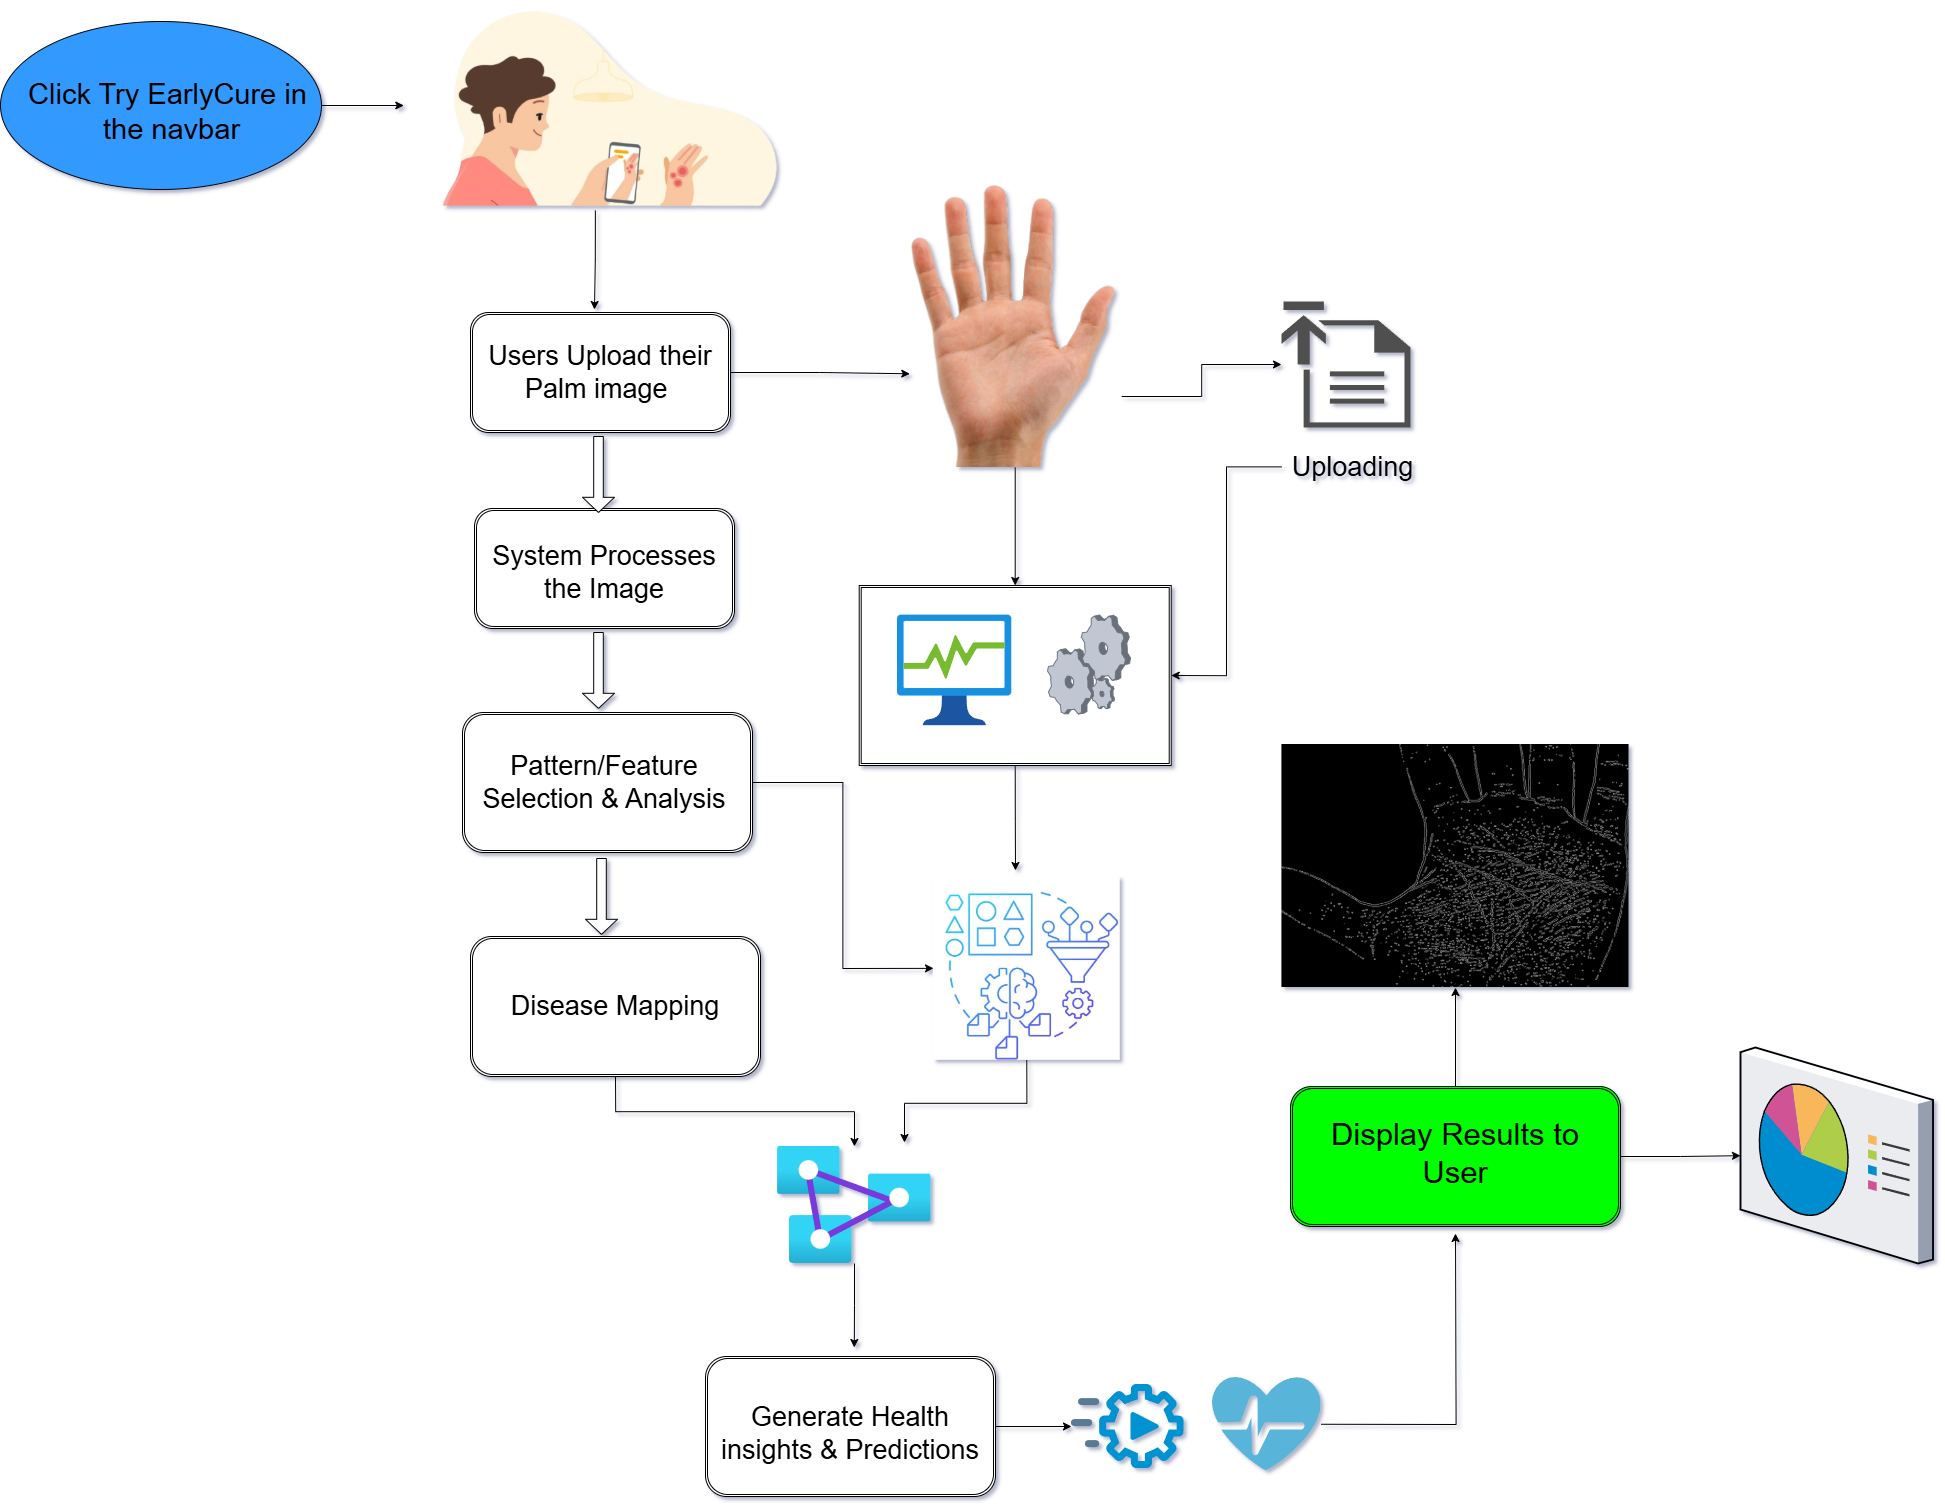 Click Try EarlyCure in
the navbar
Users Upload their
Palm image
Uploading
System Processes
the Image
Pattern/Feature
Selection & Analysis
Disease Mapping
Display Results to
User
Generate Health
insights & Predictions